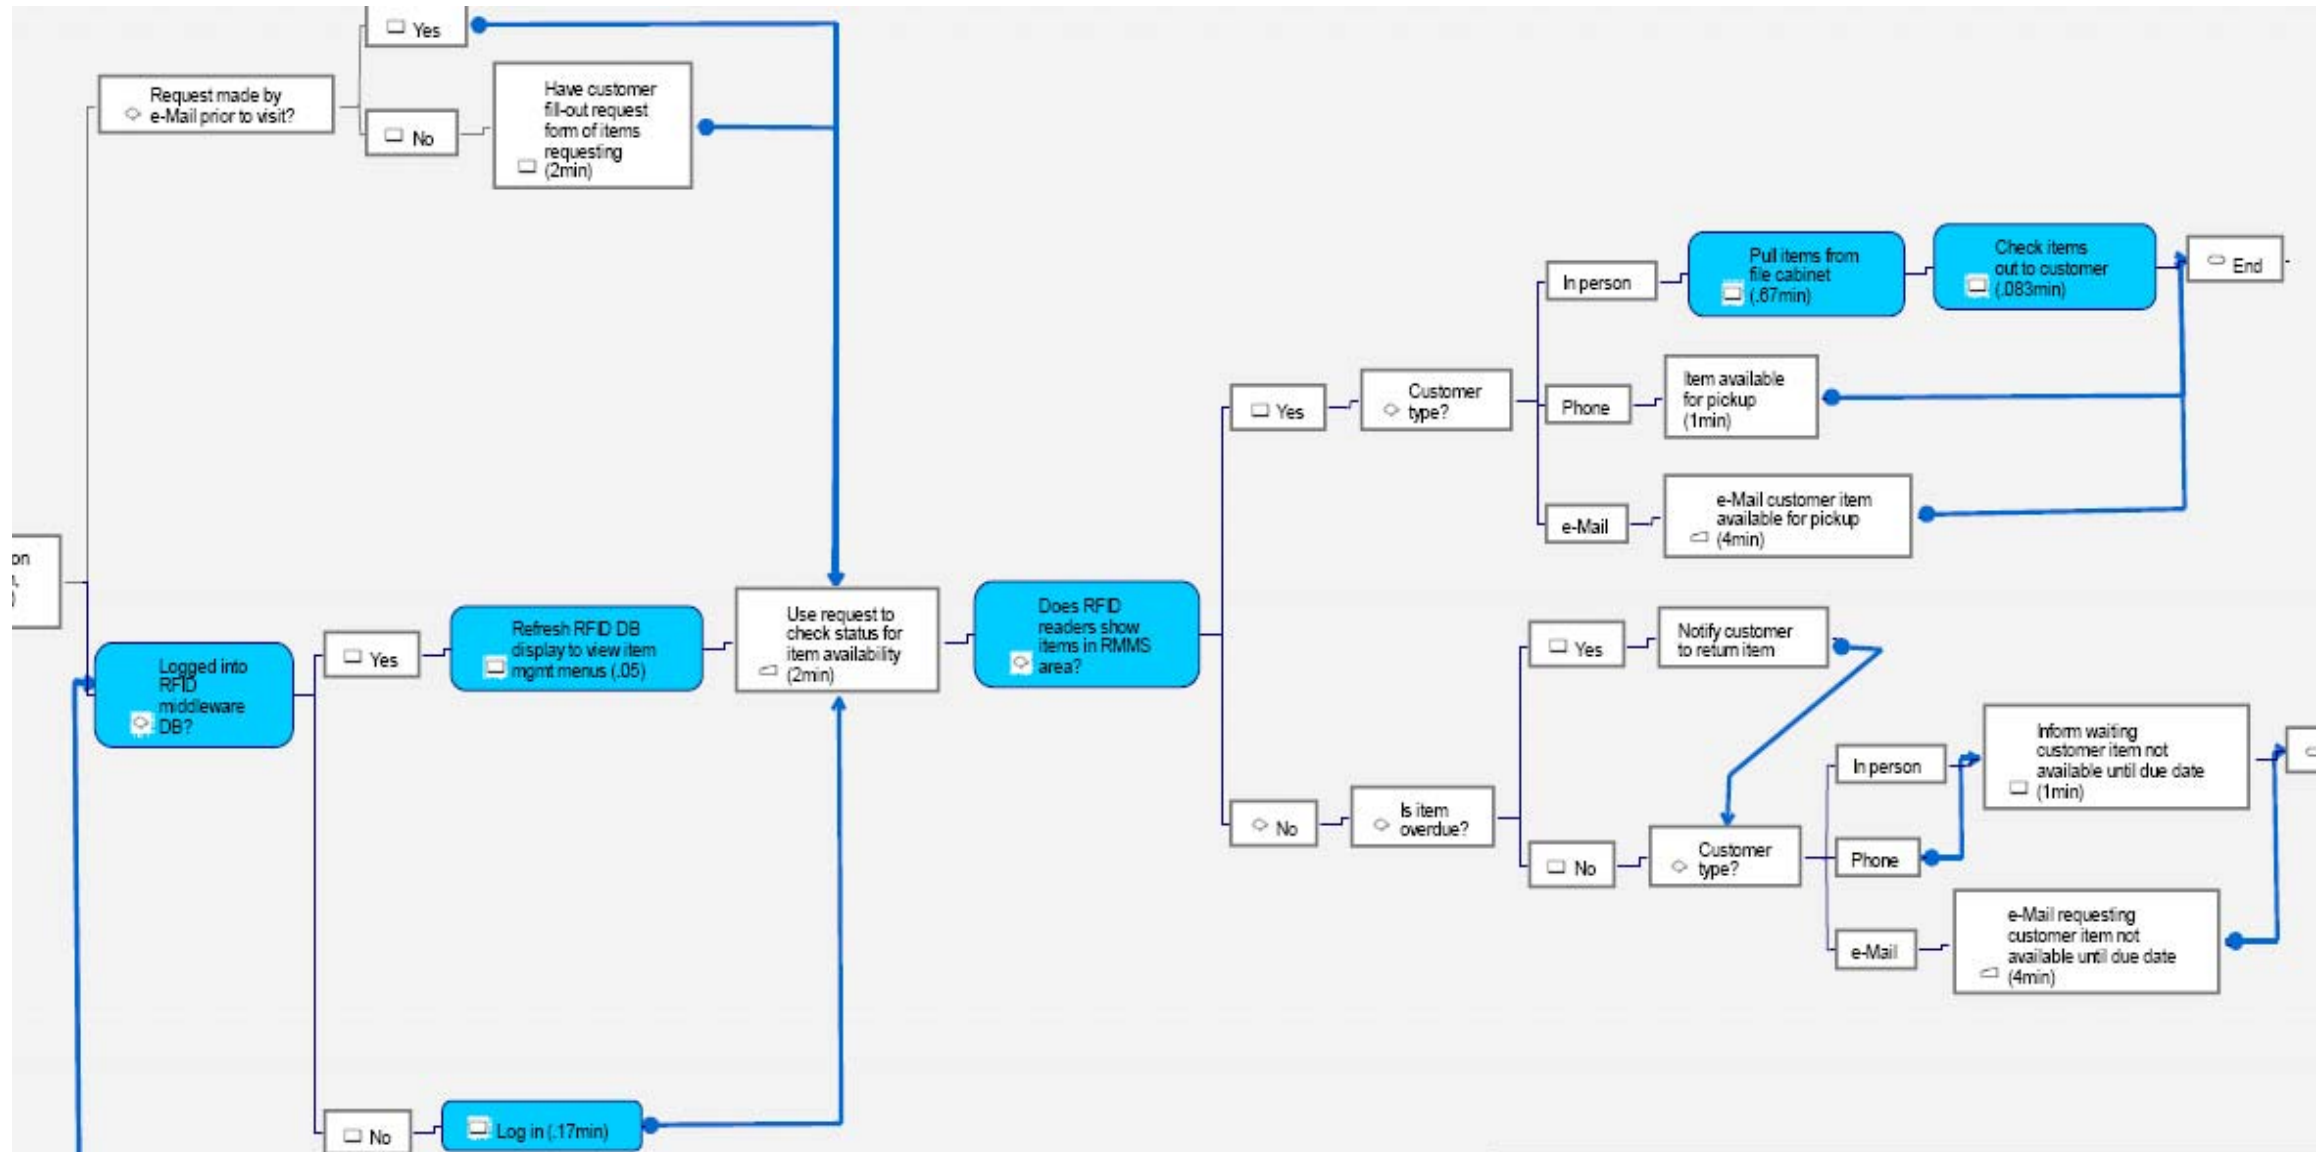 Yes
Request made by
e-Mail prior to visit?
No
Have customer
fill-out request
form of items
requesting
(2min)
on
Logged into
RFID
middleware
DB?
Yes
Refresh RFID DB
display to view item
mgmt menus (.05)
No
Log in (.17min)
Use request to
check status for
item availability
(2min)
Does RFID
readers show
items in RMMS
area?
Yes
Customer
type?
In person
Pull items from
file cabinet
(.67min)
Check items
out to customer
(.083min)
End
Phone
Item available
for pickup
(1min)
e-Mail
e-Mail customer item
available for pickup
(4min)
No
Is item
overdue?
Yes
Notify customer
to return item
No
Customer
type?
In person
Inform waiting
customer item not
available until due date
(1min)
Phone
e-Mail
e-Mail requesting
customer item not
available until due date
(4min)